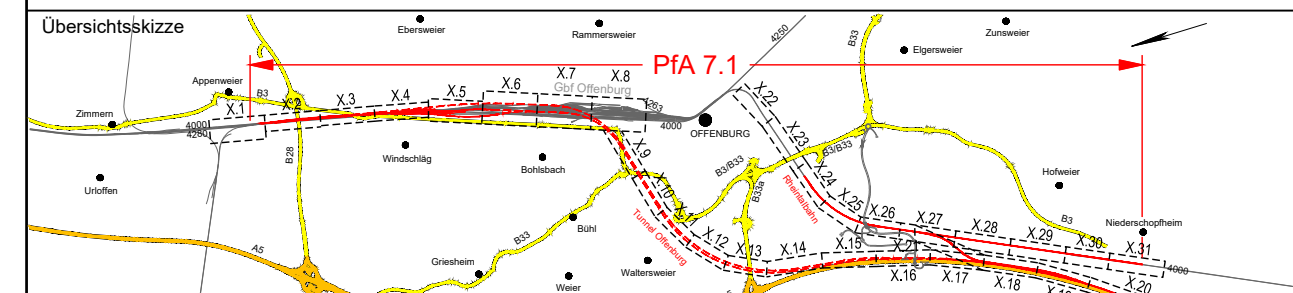 Übersichtsskizze
Ebersweier
Rammersweier
4250
B33
Elgersweier
Zunsweier
PfA 7.1
Appenweier
B3
X.1
X.2
X.3
X.4
X.5
X.6
X.7
X.8
Gbf Offenburg
4263
X.22
Zimmern
4000
4280
4000
OFFENBURG
X.23
B3/B33
B28
Windschläg
Bohlsbach
X.9
B3/B33
B33a
X.24
Hofweier
Urloffen
X.10
Rheintalbahn
X.25
X.26
X.27
X.28
X.29
X.30
X.31
B3
Niederschopfheim
Bühl
X.11
Tunnel Offenburg
X.12
X.13
X.14
X.15
X.21
4000
A5
B33
Griesheim
Weier
Waltersweier
X.16
X.17
X.18
X.20